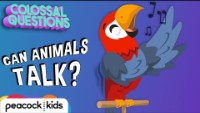 COLOSSAL
QUESTIONS
CAN ANIMALS
TALK?
peacock kids